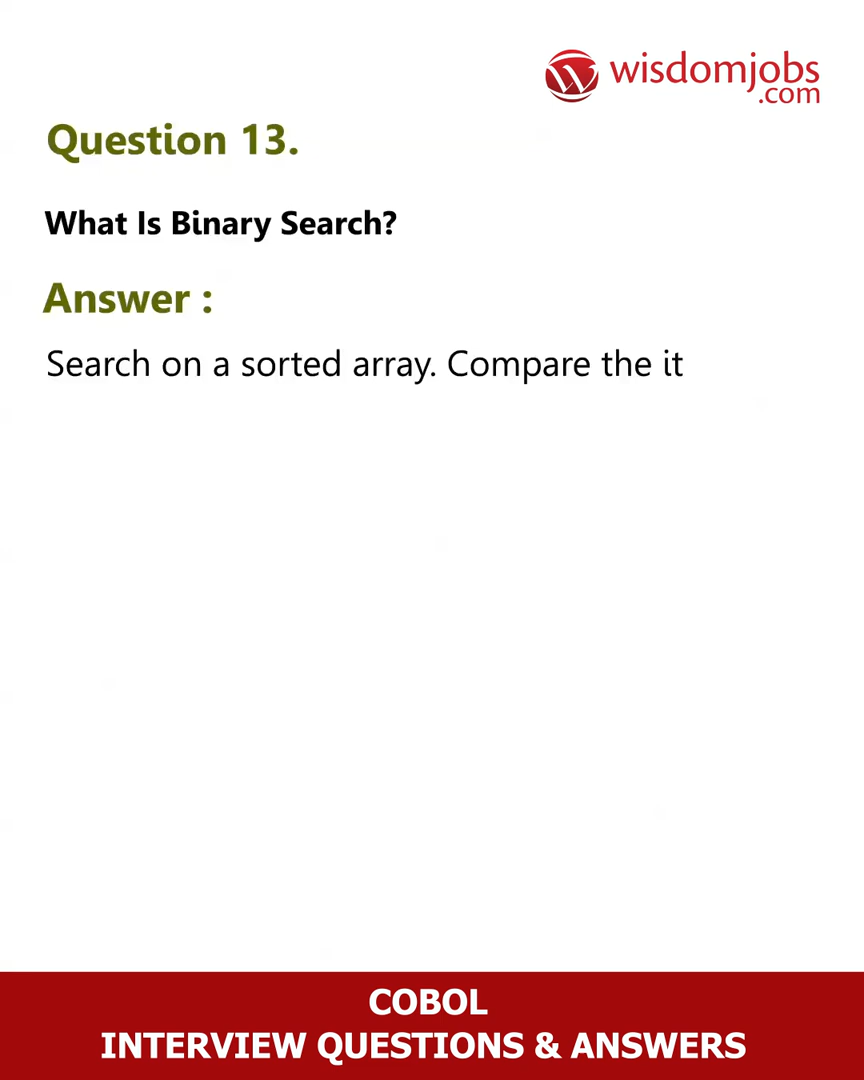 wisdomjobs
.com
Question 13.
What Is Binary Search?
Answer :
Search on a sorted array. Compare the it
COBOL
INTERVIEW QUESTIONS & ANSWERS